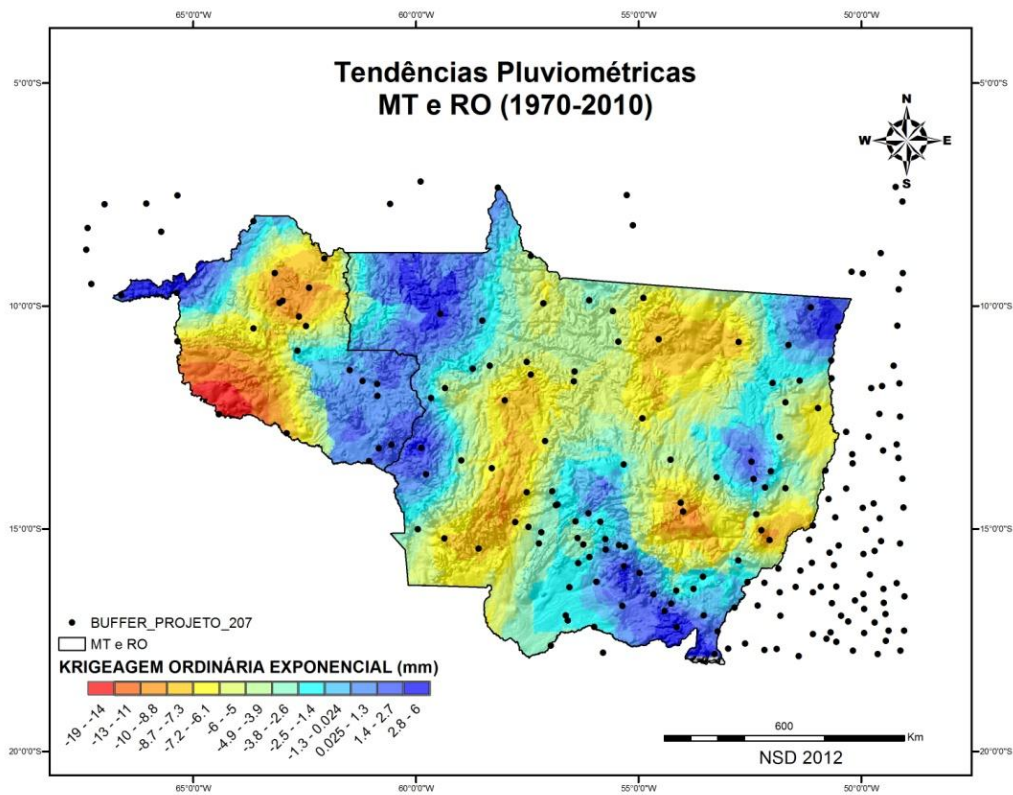 65°0'0"W 60°0'0"W 55°0'0"W 50°0'0"W
Tendências Pluviométricas
MT e RO (1970-2010)
N
W E
S
5°0'0"S 5°0'0"S
10°0'0"S 10°0'0"S
15°0'0"S 15°0'0"S
20°0'0"S 20°0'0"S
BUFFER_PROJETO_207
MT e RO
KRIGEAGEM ORDINÁRIA EXPONENCIAL (mm)
-19 - -14
-13 - -11
-10 - -8.8
-8.7 - -7.3
-7.2 - -6.1
-6 - -5
-4.9 - -3.9
-3.8 - -2.6
-2.5 - -1.4
-1.3 - 0.024
0.025 - 1.3
1.4 - 2.7
2.8 - 6
600
Km
NSD 2012
65°0'0"W 60°0'0"W 55°0'0"W 50°0'0"W